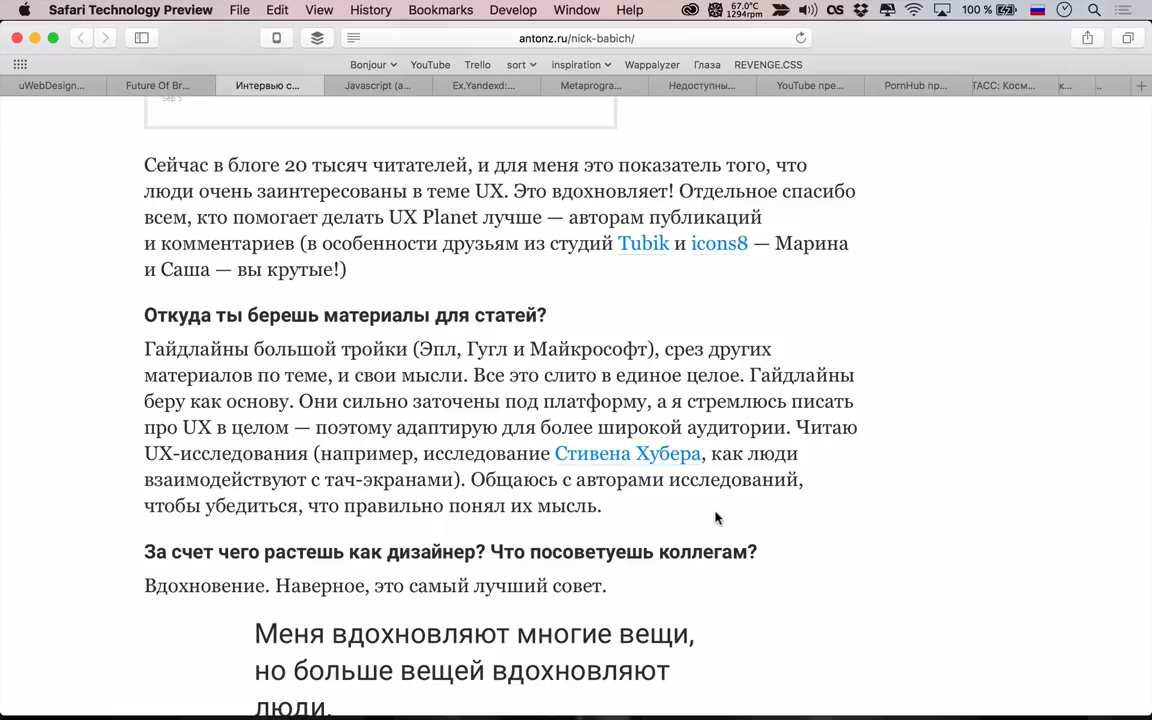 Safari Technology Preview File Edit View History Bookmarks Develop Window Help 67.0°C 1294rpm 100 %
antonz.ru/nick-babich/
Bonjour YouTube Trello sort inspiration Wappalyzer Глаза REVENGE.CSS
uWebDesign... Future Of Br... Интервью с... Javascript (a... Ex.Yandexd:... Metaprogra... Недоступны... YouTube пре... PornHub пр... ТАСС: Косм... к... ..
Sep 5
Сейчас в блоге 20 тысяч читателей, и для меня это показатель того, что
люди очень заинтересованы в теме UX. Это вдохновляет! Отдельное спасибо
всем, кто помогает делать UX Planet лучше — авторам публикаций
и комментариев (в особенности друзьям из студий Tubik и icons8 — Марина
и Саша — вы крутые!)
Откуда ты берешь материалы для статей?
Гайдлайны большой тройки (Эпл, Гугл и Майкрософт), срез других
материалов по теме, и свои мысли. Все это слито в единое целое. Гайдлайны
беру как основу. Они сильно заточены под платформу, а я стремлюсь писать
про UX в целом — поэтому адаптирую для более широкой аудитории. Читаю
UX-исследования (например, исследование Стивена Хубера, как люди
взаимодействуют с тач-экранами). Общаюсь с авторами исследований,
чтобы убедиться, что правильно понял их мысль.
За счет чего растешь как дизайнер? Что посоветуешь коллегам?
Вдохновение. Наверное, это самый лучший совет.
Меня вдохновляют многие вещи,
но больше вещей вдохновляют
люди.